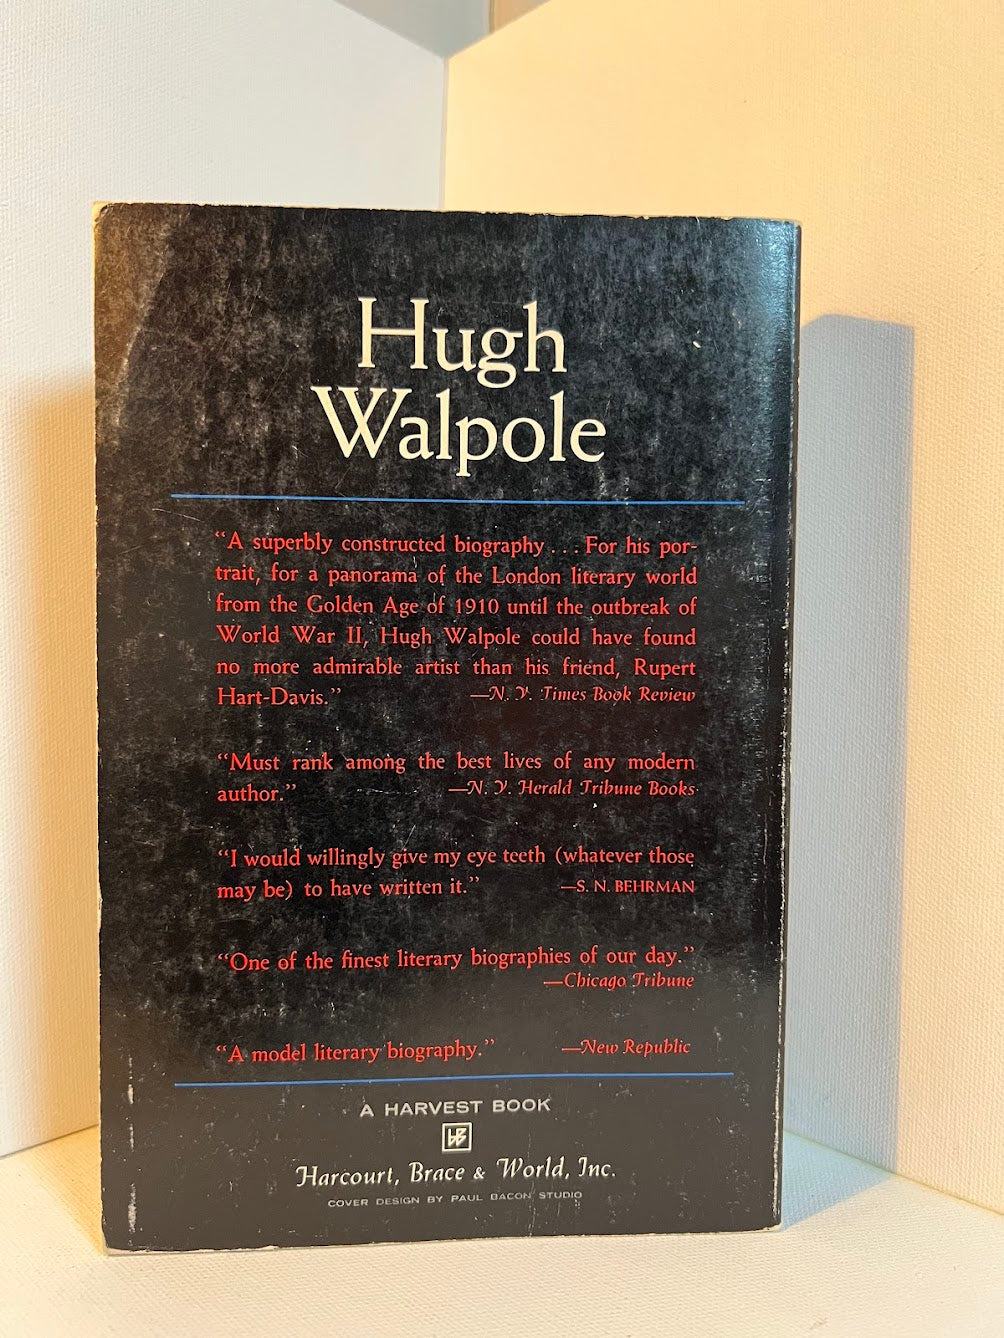 Hugh
Walpole
“A superbly constructed biography . . . For his por-
trait, for a panorama of the London literary world
from the Golden Age of 1910 until the outbreak of
World War II, Hugh Walpole could have found
no more admirable artist than his friend, Rupert
Hart-Davis.” —N. Y. Times Book Review
“Must rank among the best lives of any modern
author.” —N. Y. Herald Tribune Books
“I would willingly give my eye teeth (whatever those
may be) to have written it.” —S. N. BEHRMAN
“One of the finest literary biographies of our day.”
—Chicago Tribune
“A model literary biography.” —New Republic
A HARVEST BOOK
HB
Harcourt, Brace & World, Inc.
COVER DESIGN BY PAUL BACON STUDIO